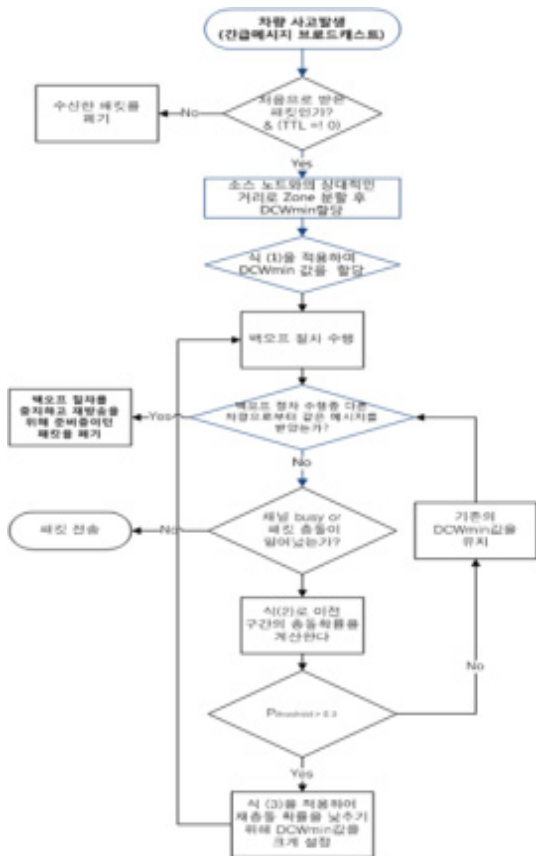 차량 사고발생
(긴급메시지 브로드캐스트)
수신한 패킷을
폐기
No
처음으로 받은
패킷인가?
& (TTL =! 0)
Yes
소스 노드와의 상대적인
거리로 Zone 분할 후
DCWmin할당
식 (1)을 적용하여
DCWmin 값을 할당
백오프 절차 수행
백오프 절차를
중지하고 재방송을
위해 준비중이던
패킷을 폐기
Yes
백오프 절차 수행중 다른
차량으로부터 같은 메시지를
받았는가?
No
기존의
DCWmin값을
유지
패킷 전송
No
채널 busy or
패킷 충돌이
일어났는가?
식(2)로 이전
구간의 충돌확률을
계산한다
No
Pthreshold > 0.3
Yes
식 (3)을 적용하여
재충돌 확률을 낮추기
위해 DCWmin값을
크게 설정